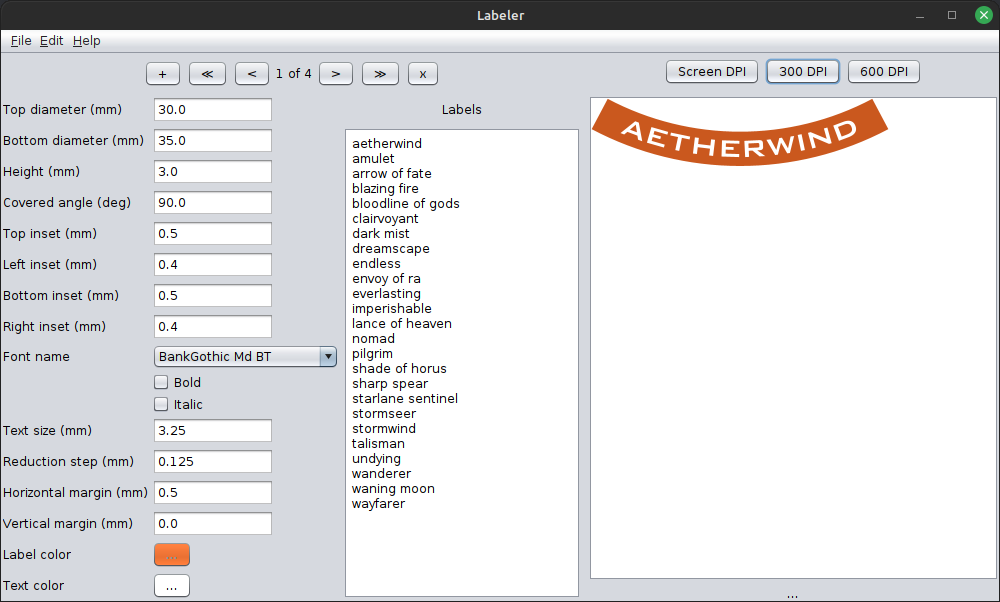 Labeler
File Edit Help
+ ≪ < 1 of 4 > ≫ x
Screen DPI 300 DPI 600 DPI
Top diameter (mm) 30.0
Bottom diameter (mm) 35.0
Height (mm) 3.0
Covered angle (deg) 90.0
Top inset (mm) 0.5
Left inset (mm) 0.4
Bottom inset (mm) 0.5
Right inset (mm) 0.4
Font name BankGothic Md BT
Bold
Italic
Text size (mm) 3.25
Reduction step (mm) 0.125
Horizontal margin (mm) 0.5
Vertical margin (mm) 0.0
Label color ...
Text color ...
Labels
aetherwind
amulet
arrow of fate
blazing fire
bloodline of gods
clairvoyant
dark mist
dreamscape
endless
envoy of ra
everlasting
imperishable
lance of heaven
nomad
pilgrim
shade of horus
sharp spear
starlane sentinel
stormseer
stormwind
talisman
undying
wanderer
waning moon
wayfarer
AETHERWIND
...